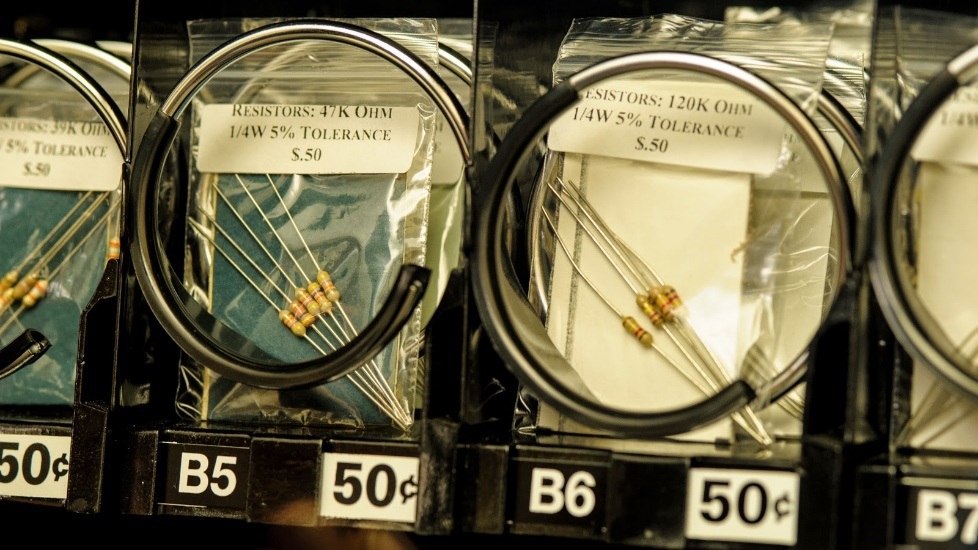 RESISTORS: 39K OHM
5% TOLERANCE
$.50
RESISTORS: 47K OHM
1/4W 5% TOLERANCE
$.50
RESISTORS: 120K OHM
1/4W 5% TOLERANCE
$.50
50¢
B5
50¢
B6
50¢
B7